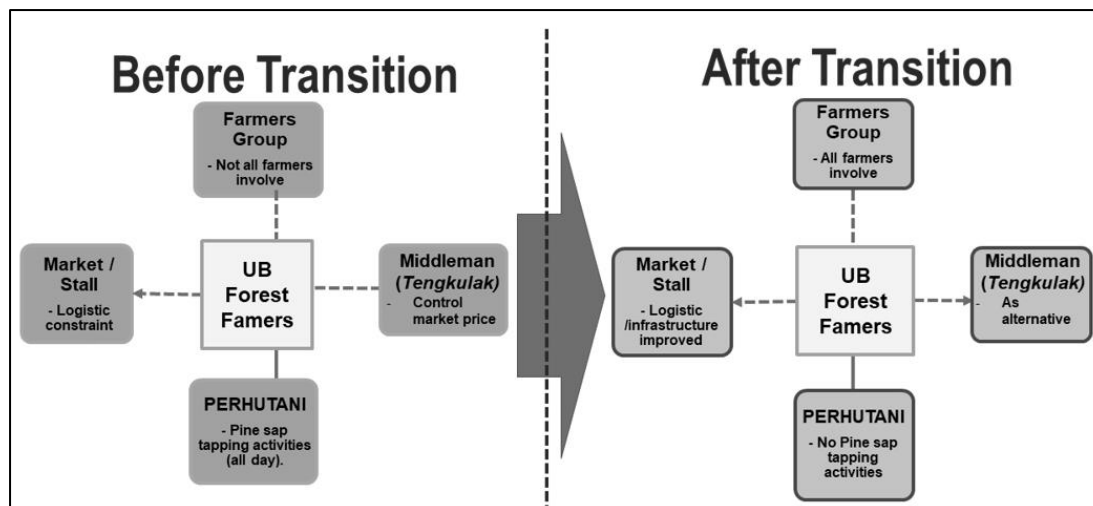 Before Transition
Farmers
Group
- Not all farmers
involve
Market /
Stall
- Logistic
constraint
UB
Forest
Famers
Middleman
(Tengkulak)
- Control
market price
PERHUTANI
- Pine sap
tapping activities
(all day).
After Transition
Farmers
Group
- All farmers
involve
Market /
Stall
- Logistic
/infrastructure
improved
UB
Forest
Famers
Middleman
(Tengkulak)
- As
alternative
PERHUTANI
- No Pine sap
tapping
activities